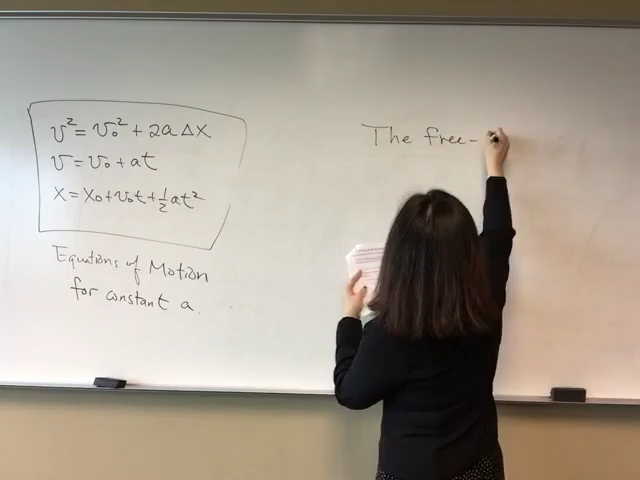 v² = v₀² + 2aΔx
v = v₀ + at
x = x₀ + v₀t + ½at²
Equations of Motion
for constant a.
The free-